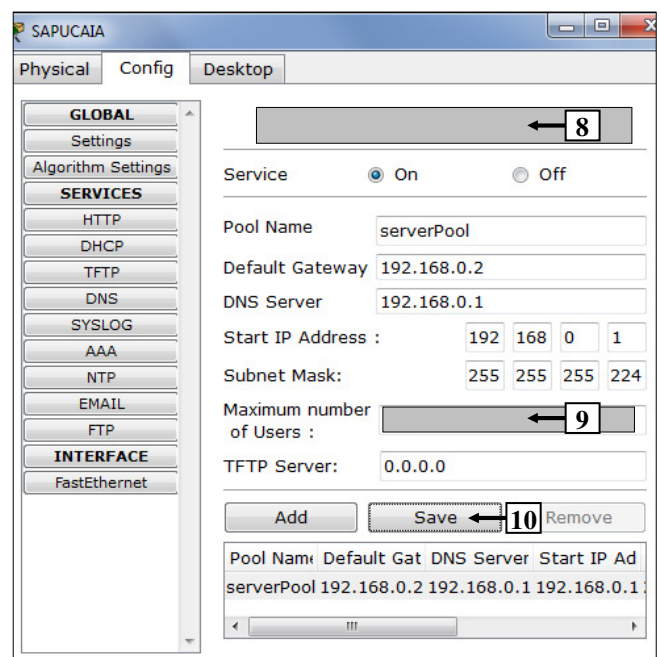 SAPUCAIA
Physical Config Desktop
GLOBAL
Settings
Algorithm Settings
SERVICES
HTTP
DHCP
TFTP
DNS
SYSLOG
AAA
NTP
EMAIL
FTP
INTERFACE
FastEthernet
8
Service On Off
Pool Name serverPool
Default Gateway 192.168.0.2
DNS Server 192.168.0.1
Start IP Address : 192 168 0 1
Subnet Mask: 255 255 255 224
Maximum number
of Users : 9
TFTP Server: 0.0.0.0
Add Save 10 Remove
Pool Name Default Gat DNS Server Start IP Ad
serverPool 192.168.0.2 192.168.0.1 192.168.0.1